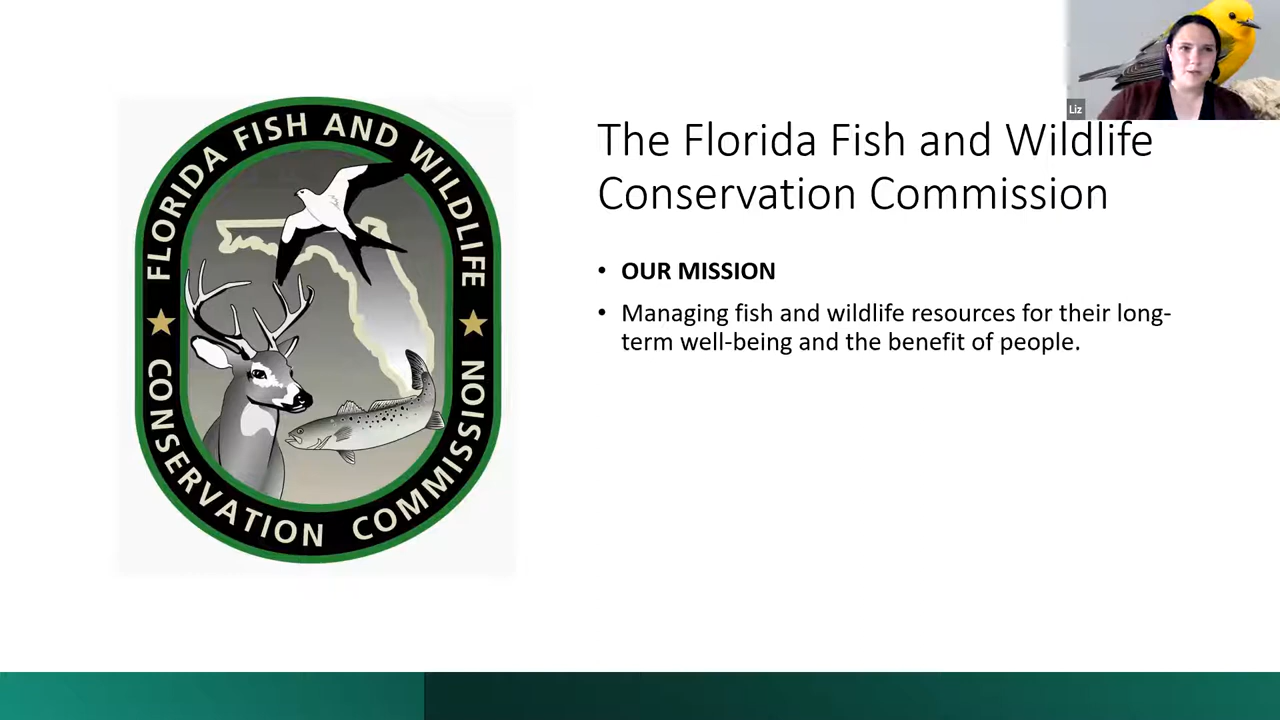 FLORIDA FISH AND WILDLIFE
CONSERVATION COMMISSION
Liz
The Florida Fish and Wildlife
Conservation Commission
• OUR MISSION
• Managing fish and wildlife resources for their long-
term well-being and the benefit of people.